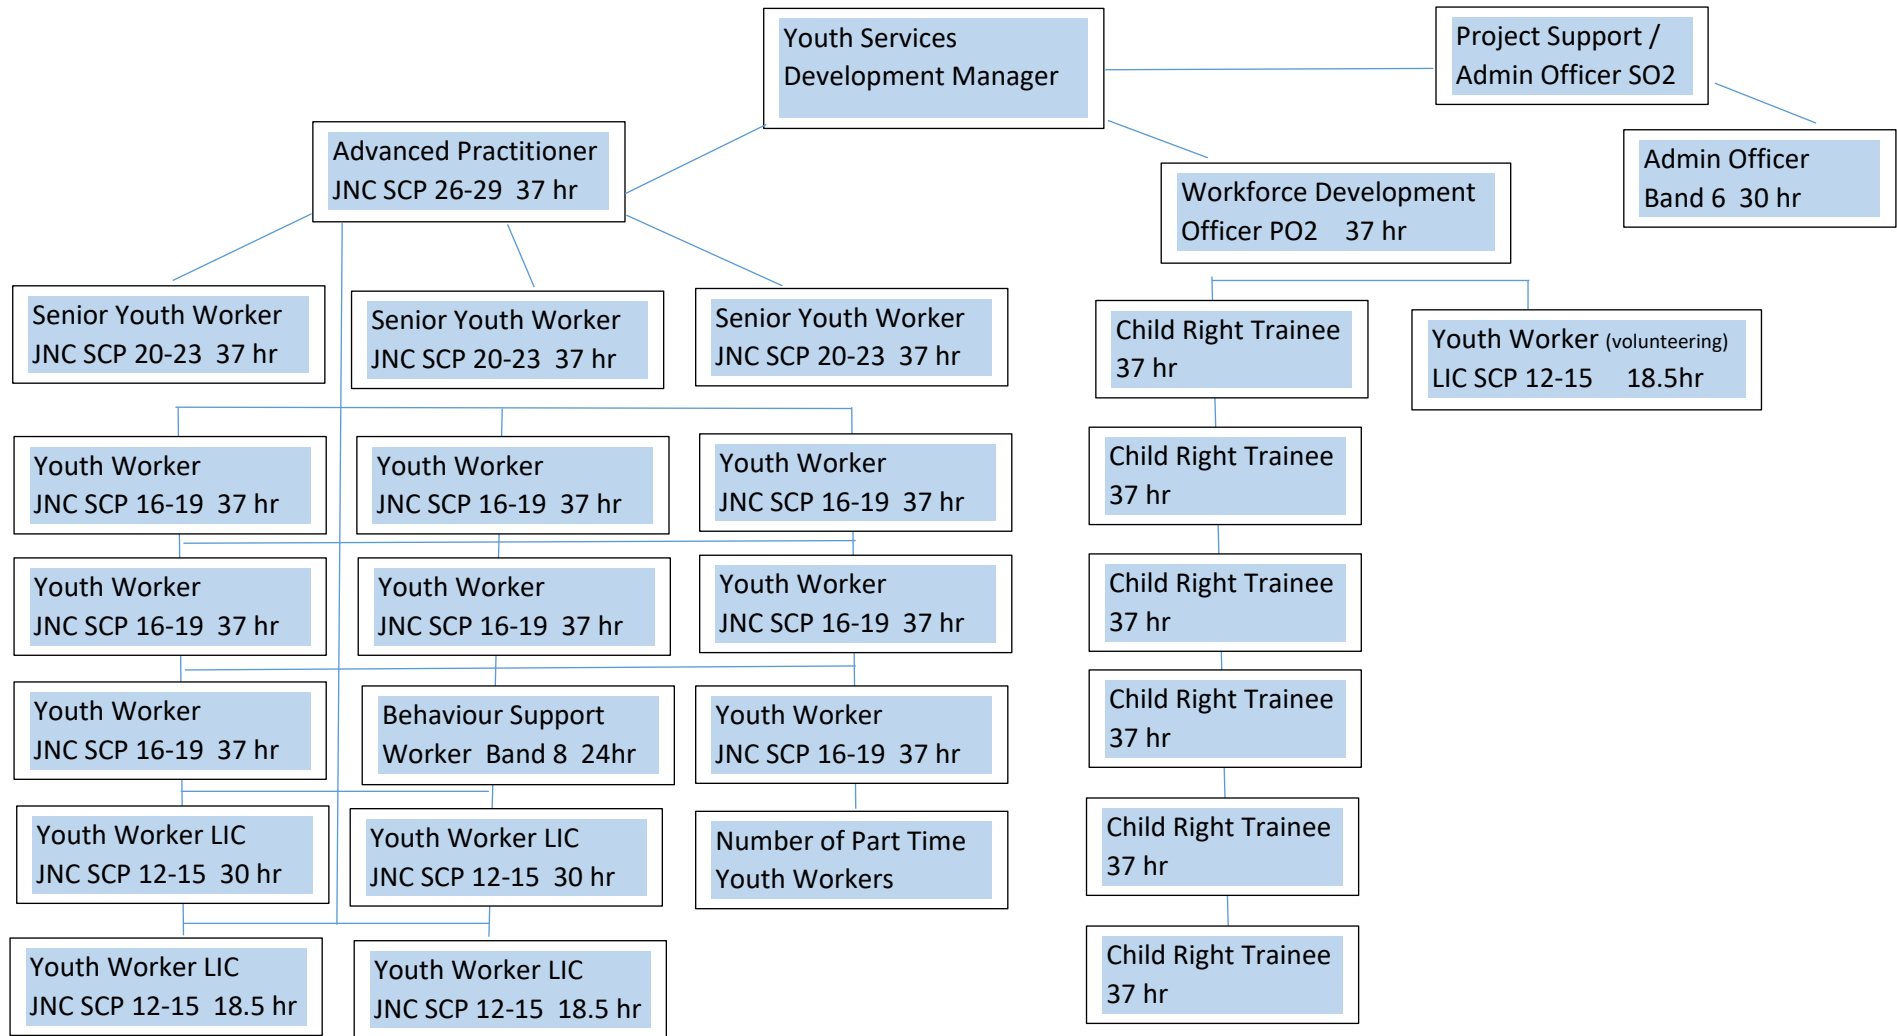 Youth Services
Development Manager
Project Support /
Admin Officer SO2
Advanced Practitioner
JNC SCP 26-29 37 hr
Admin Officer
Band 6 30 hr
Workforce Development
Officer PO2 37 hr
Senior Youth Worker
JNC SCP 20-23 37 hr
Senior Youth Worker
JNC SCP 20-23 37 hr
Senior Youth Worker
JNC SCP 20-23 37 hr
Child Right Trainee
37 hr
Youth Worker (volunteering)
LIC SCP 12-15 18.5hr
Youth Worker
JNC SCP 16-19 37 hr
Youth Worker
JNC SCP 16-19 37 hr
Youth Worker
JNC SCP 16-19 37 hr
Child Right Trainee
37 hr
Youth Worker
JNC SCP 16-19 37 hr
Youth Worker
JNC SCP 16-19 37 hr
Youth Worker
JNC SCP 16-19 37 hr
Child Right Trainee
37 hr
Youth Worker
JNC SCP 16-19 37 hr
Behaviour Support
Worker Band 8 24hr
Youth Worker
JNC SCP 16-19 37 hr
Child Right Trainee
37 hr
Youth Worker LIC
JNC SCP 12-15 30 hr
Youth Worker LIC
JNC SCP 12-15 30 hr
Number of Part Time
Youth Workers
Child Right Trainee
37 hr
Youth Worker LIC
JNC SCP 12-15 18.5 hr
Youth Worker LIC
JNC SCP 12-15 18.5 hr
Child Right Trainee
37 hr